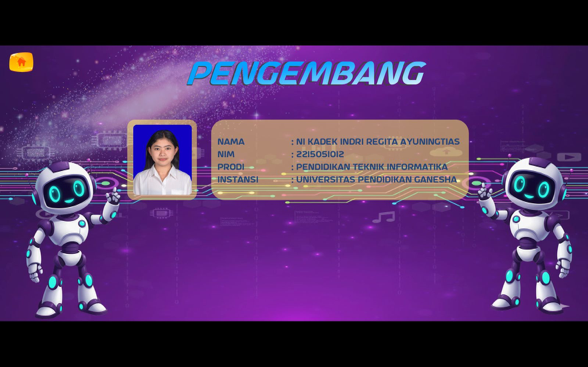 PENGEMBANG
NAMA : NI KADEK INDRI REGITA AYUNINGTIAS
NIM : 2215051012
PRODI : PENDIDIKAN TEKNIK INFORMATIKA
INSTANSI : UNIVERSITAS PENDIDIKAN GANESHA